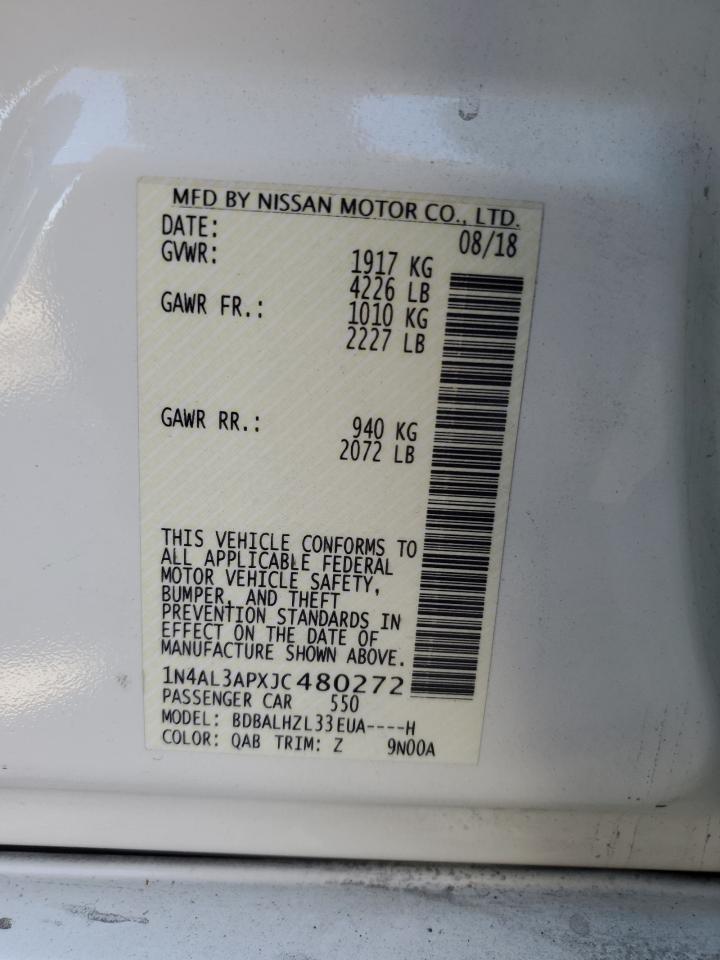 MFD BY NISSAN MOTOR CO., LTD.
DATE: 08/18
GVWR: 1917 KG
4226 LB
GAWR FR.: 1010 KG
2227 LB
GAWR RR.: 940 KG
2072 LB
THIS VEHICLE CONFORMS TO
ALL APPLICABLE FEDERAL
MOTOR VEHICLE SAFETY,
BUMPER, AND THEFT
PREVENTION STANDARDS IN
EFFECT ON THE DATE OF
MANUFACTURE SHOWN ABOVE.
1N4AL3APXJC480272
PASSENGER CAR 550
MODEL: BDBALHZL33EUA----H
COLOR: QAB TRIM: Z 9N00A